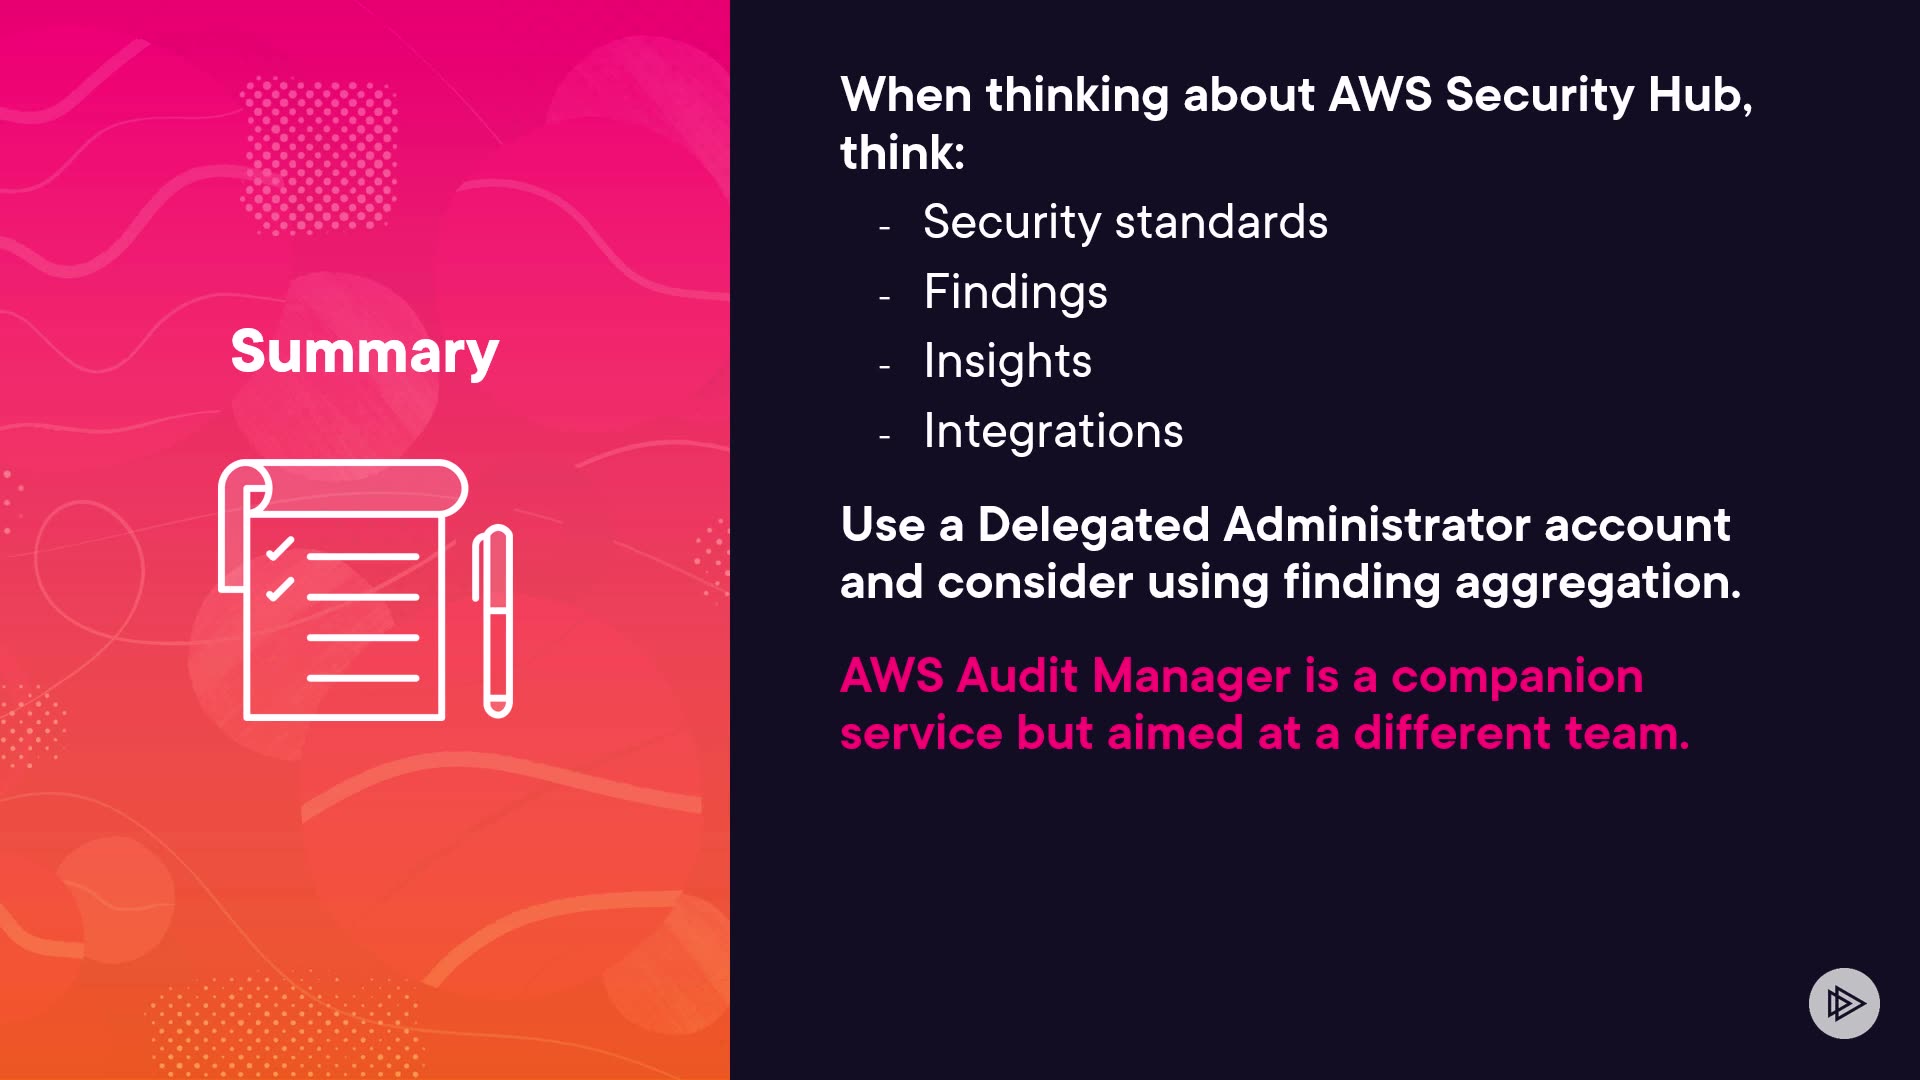 Summary
When thinking about AWS Security Hub,
think:
- Security standards
- Findings
- Insights
- Integrations
Use a Delegated Administrator account
and consider using finding aggregation.
AWS Audit Manager is a companion
service but aimed at a different team.